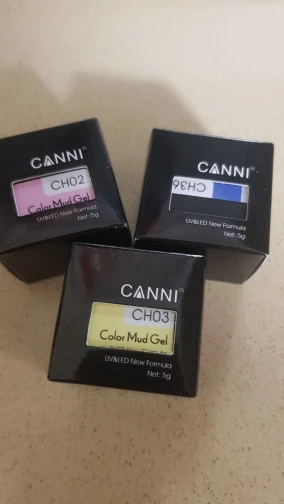 CANNI®
CH02
Color Mud Gel
UV&LED New Formula
Net: 5g
CANNI®
CH36
UV&LED New Formula
Net: 5g
CANNI®
CH03
Color Mud Gel
UV&LED New Formula
Net: 5g